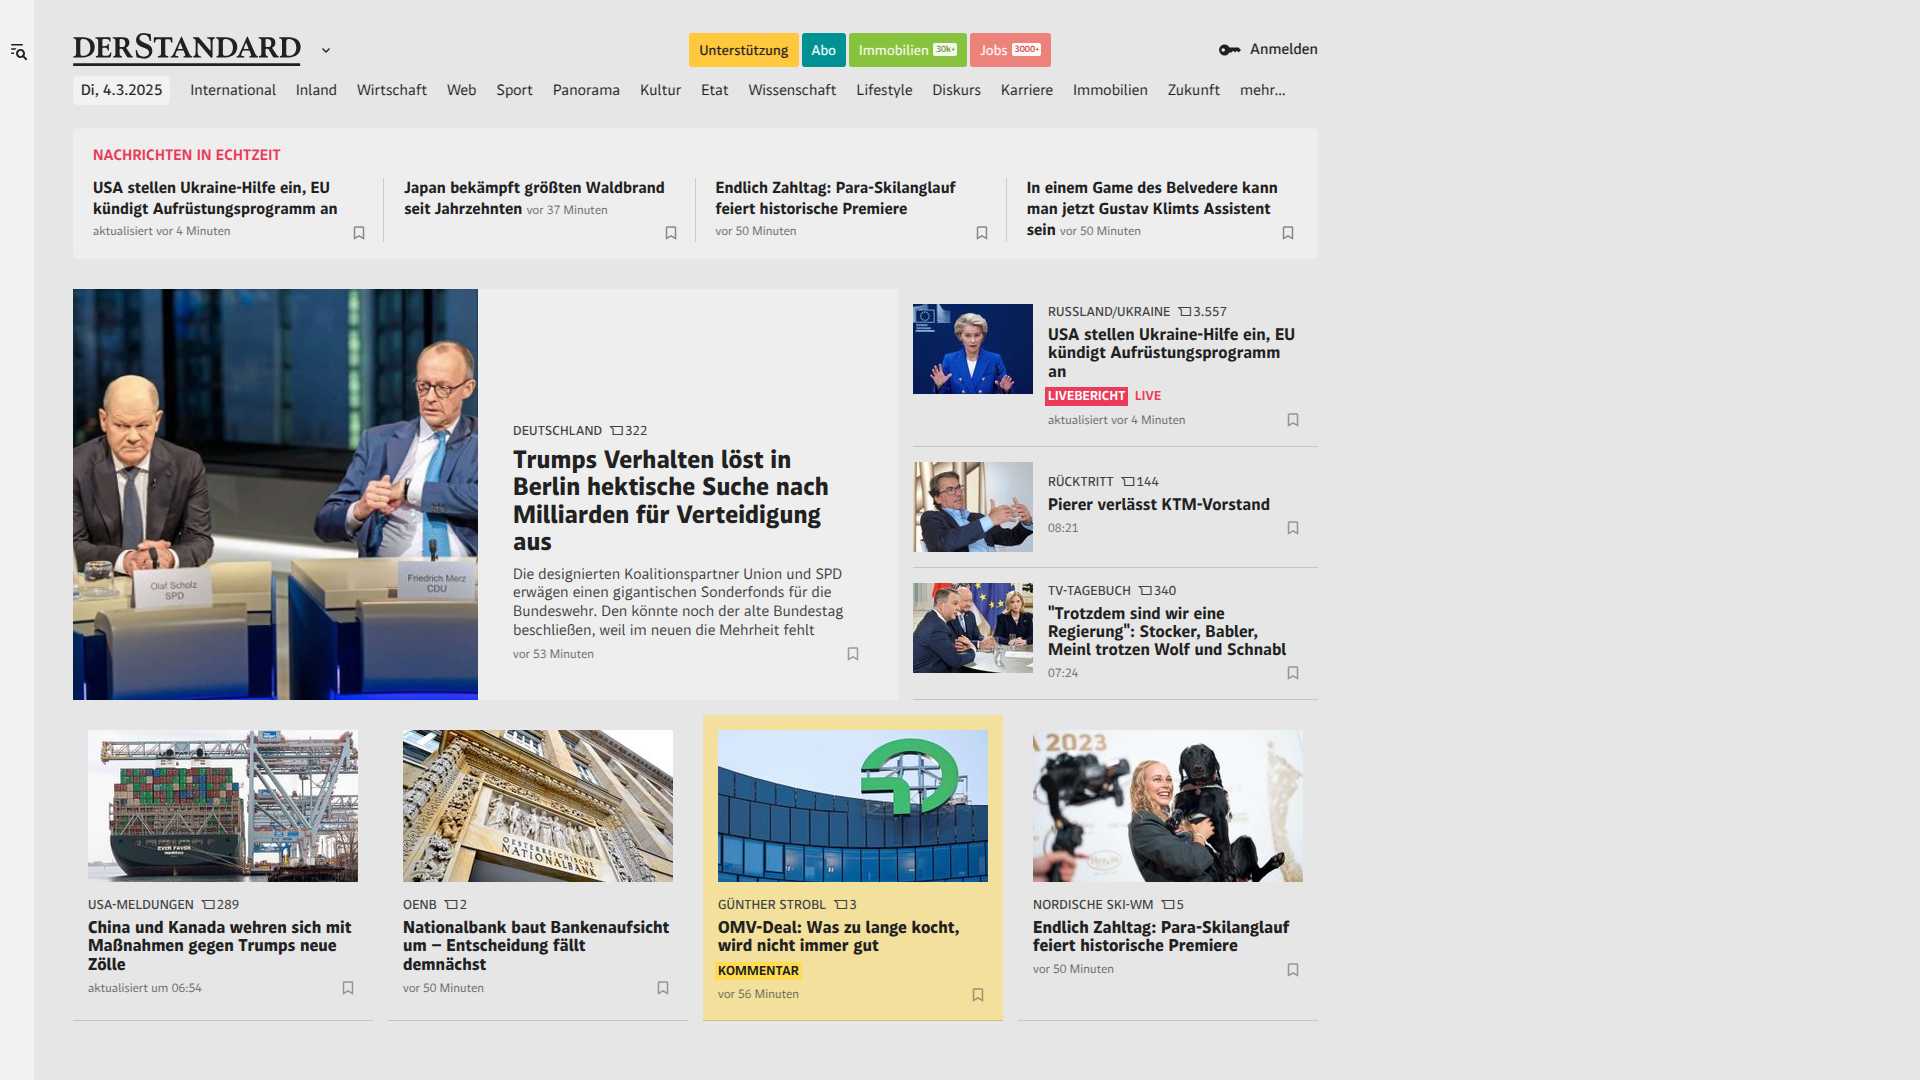 DERSTANDARD
Unterstützung
Abo
Immobilien 30k+
Jobs 3000+
Anmelden
Di, 4.3.2025
International
Inland
Wirtschaft
Web
Sport
Panorama
Kultur
Etat
Wissenschaft
Lifestyle
Diskurs
Karriere
Immobilien
Zukunft
mehr...
NACHRICHTEN IN ECHTZEIT
USA stellen Ukraine-Hilfe ein, EU
kündigt Aufrüstungsprogramm an
aktualisiert vor 4 Minuten
Japan bekämpft größten Waldbrand
seit Jahrzehnten vor 37 Minuten
Endlich Zahltag: Para-Skilanglauf
feiert historische Premiere
vor 50 Minuten
In einem Game des Belvedere kann
man jetzt Gustav Klimts Assistent
sein vor 50 Minuten
Olaf Scholz
SPD
Friedrich Merz
CDU
DEUTSCHLAND 322
Trumps Verhalten löst in
Berlin hektische Suche nach
Milliarden für Verteidigung
aus
Die designierten Koalitionspartner Union und SPD
erwägen einen gigantischen Sonderfonds für die
Bundeswehr. Den könnte noch der alte Bundestag
beschließen, weil im neuen die Mehrheit fehlt
vor 53 Minuten
RUSSLAND/UKRAINE 3.557
USA stellen Ukraine-Hilfe ein, EU
kündigt Aufrüstungsprogramm
an
LIVEBERICHT LIVE
aktualisiert vor 4 Minuten
RÜCKTRITT 144
Pierer verlässt KTM-Vorstand
08:21
TV-TAGEBUCH 340
"Trotzdem sind wir eine
Regierung": Stocker, Babler,
Meinl trotzen Wolf und Schnabl
07:24
EVER FAVOR
USA-MELDUNGEN 289
China und Kanada wehren sich mit
Maßnahmen gegen Trumps neue
Zölle
aktualisiert um 06:54
OESTERREICHISCHE
NATIONALBANK
OENB 2
Nationalbank baut Bankenaufsicht
um – Entscheidung fällt
demnächst
vor 50 Minuten
GÜNTHER STROBL 3
OMV-Deal: Was zu lange kocht,
wird nicht immer gut
KOMMENTAR
vor 56 Minuten
A 2023
NORDISCHE SKI-WM 5
Endlich Zahltag: Para-Skilanglauf
feiert historische Premiere
vor 50 Minuten